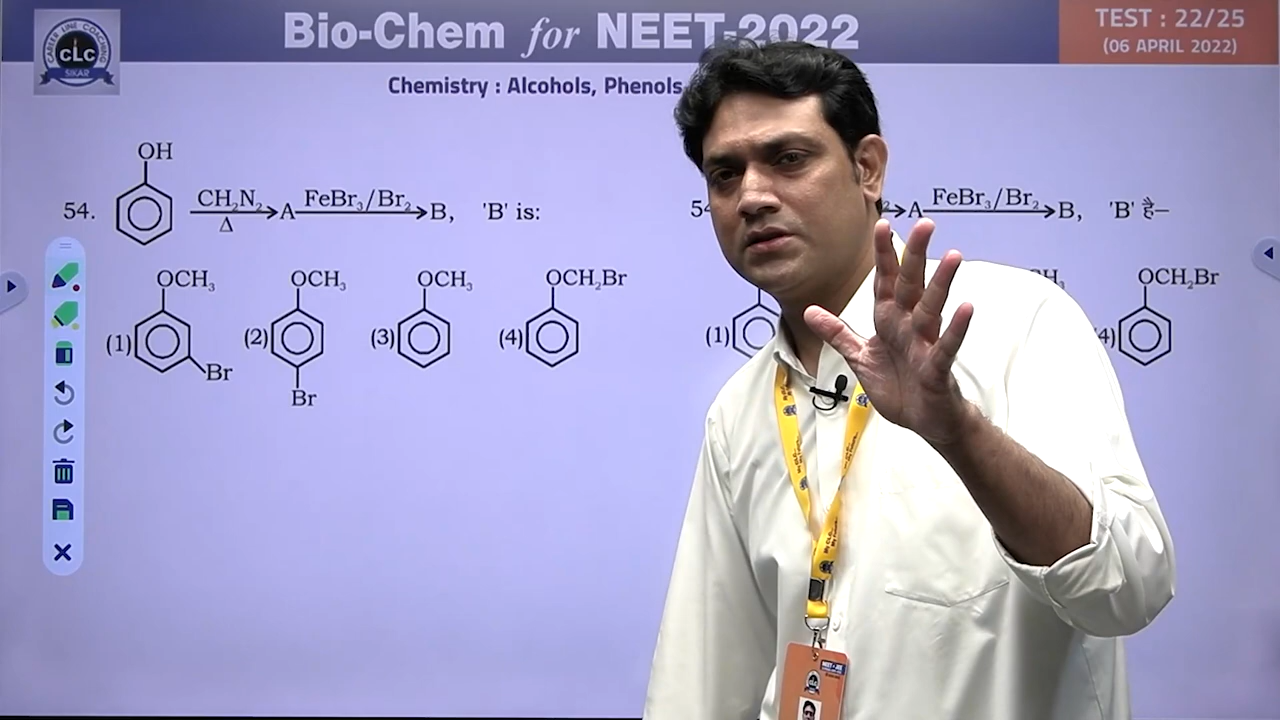 CAREER LINE COACHING
CLC
SIKAR
Bio-Chem for NEET-2022
TEST : 22/25
(06 APRIL 2022)
Chemistry : Alcohols, Phenols
OH
54. CH₂N₂ Δ A FeBr₃/Br₂ B, 'B' is:
OCH₃ OCH₃ OCH₃ OCH₂Br
(1) (2) (3) (4)
Br
Br
A FeBr₃/Br₂ B, 'B' है–
OCH₂Br
(1)